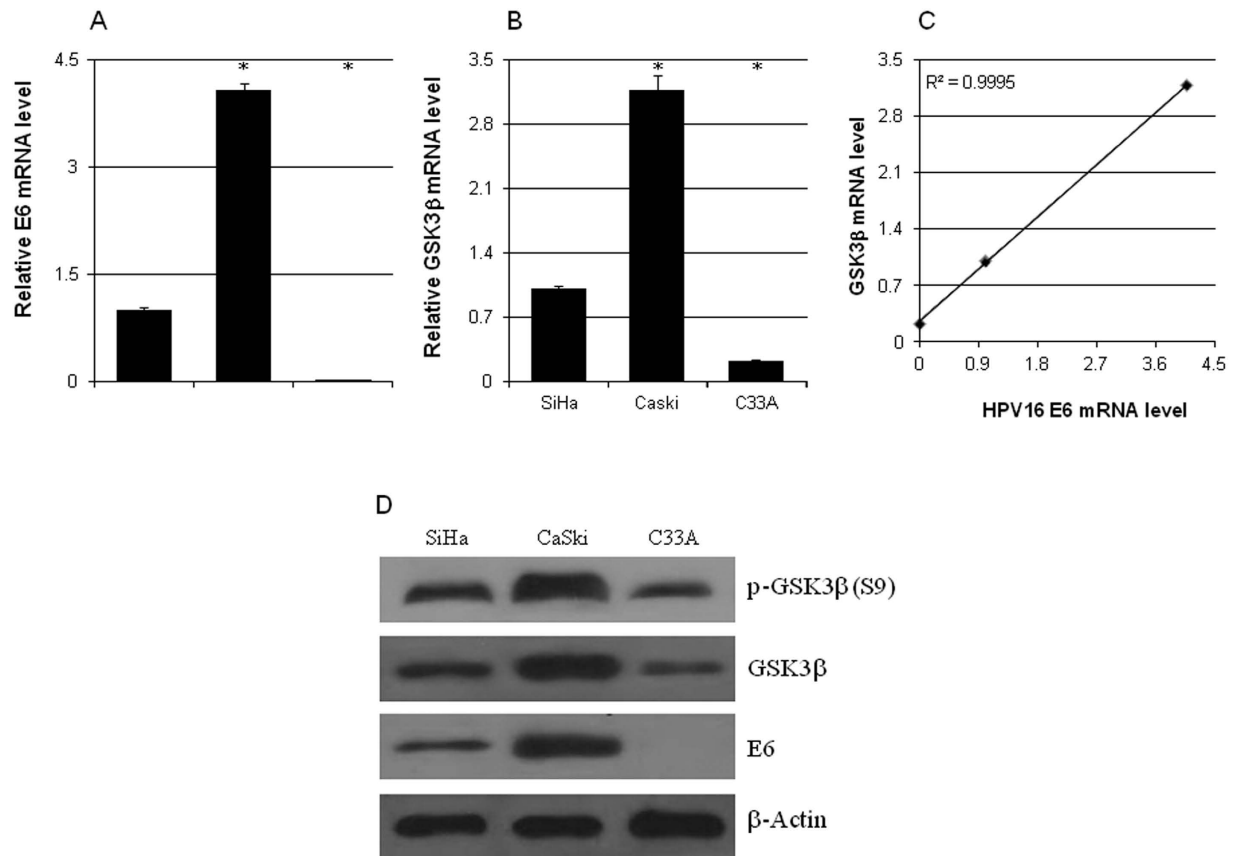 A
Relative E6 mRNA level
4.5
3
1.5
0
*
*
B
Relative GSK3β mRNA level
3.5
2.8
2.1
1.4
0.7
0
*
*
SiHa
Caski
C33A
C
GSK3β mRNA level
3.5
2.8
2.1
1.4
0.7
0
R² = 0.9995
0
0.9
1.8
2.7
3.6
4.5
HPV16 E6 mRNA level
D
SiHa
CaSki
C33A
p-GSK3β (S9)
GSK3β
E6
β-Actin